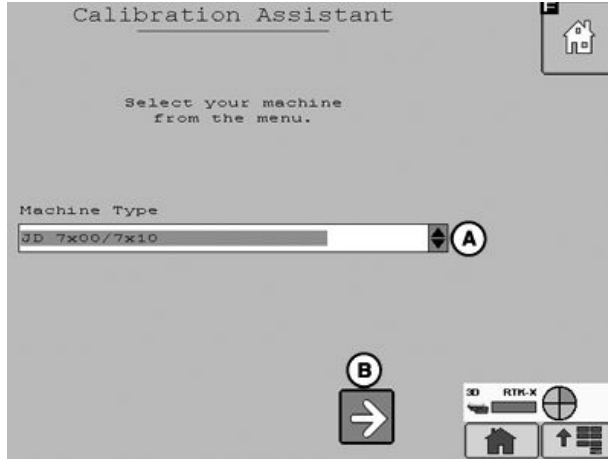 Calibration Assistant
F
Select your machine
from the menu.
Machine Type
JD 7x00/7x10
A
B
3D RTK-X